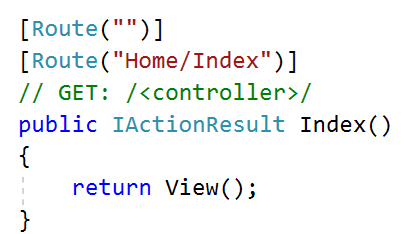 [Route("")]
[Route("Home/Index")]
// GET: /<controller>/
public IActionResult Index()
{
    return View();
}